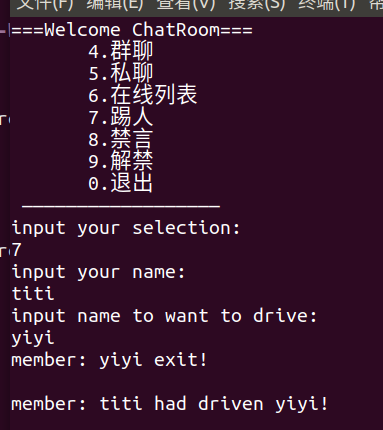 文件(F) 编辑(E) 查看(V) 搜索(S) 终端(T)
===Welcome ChatRoom===
4.群聊
5.私聊
6.在线列表
7.踢人
8.禁言
9.解禁
0.退出
__________________
input your selection:
7
input your name:
titi
input name to want to drive:
yiyi
member: yiyi exit!
member: titi had driven yiyi!